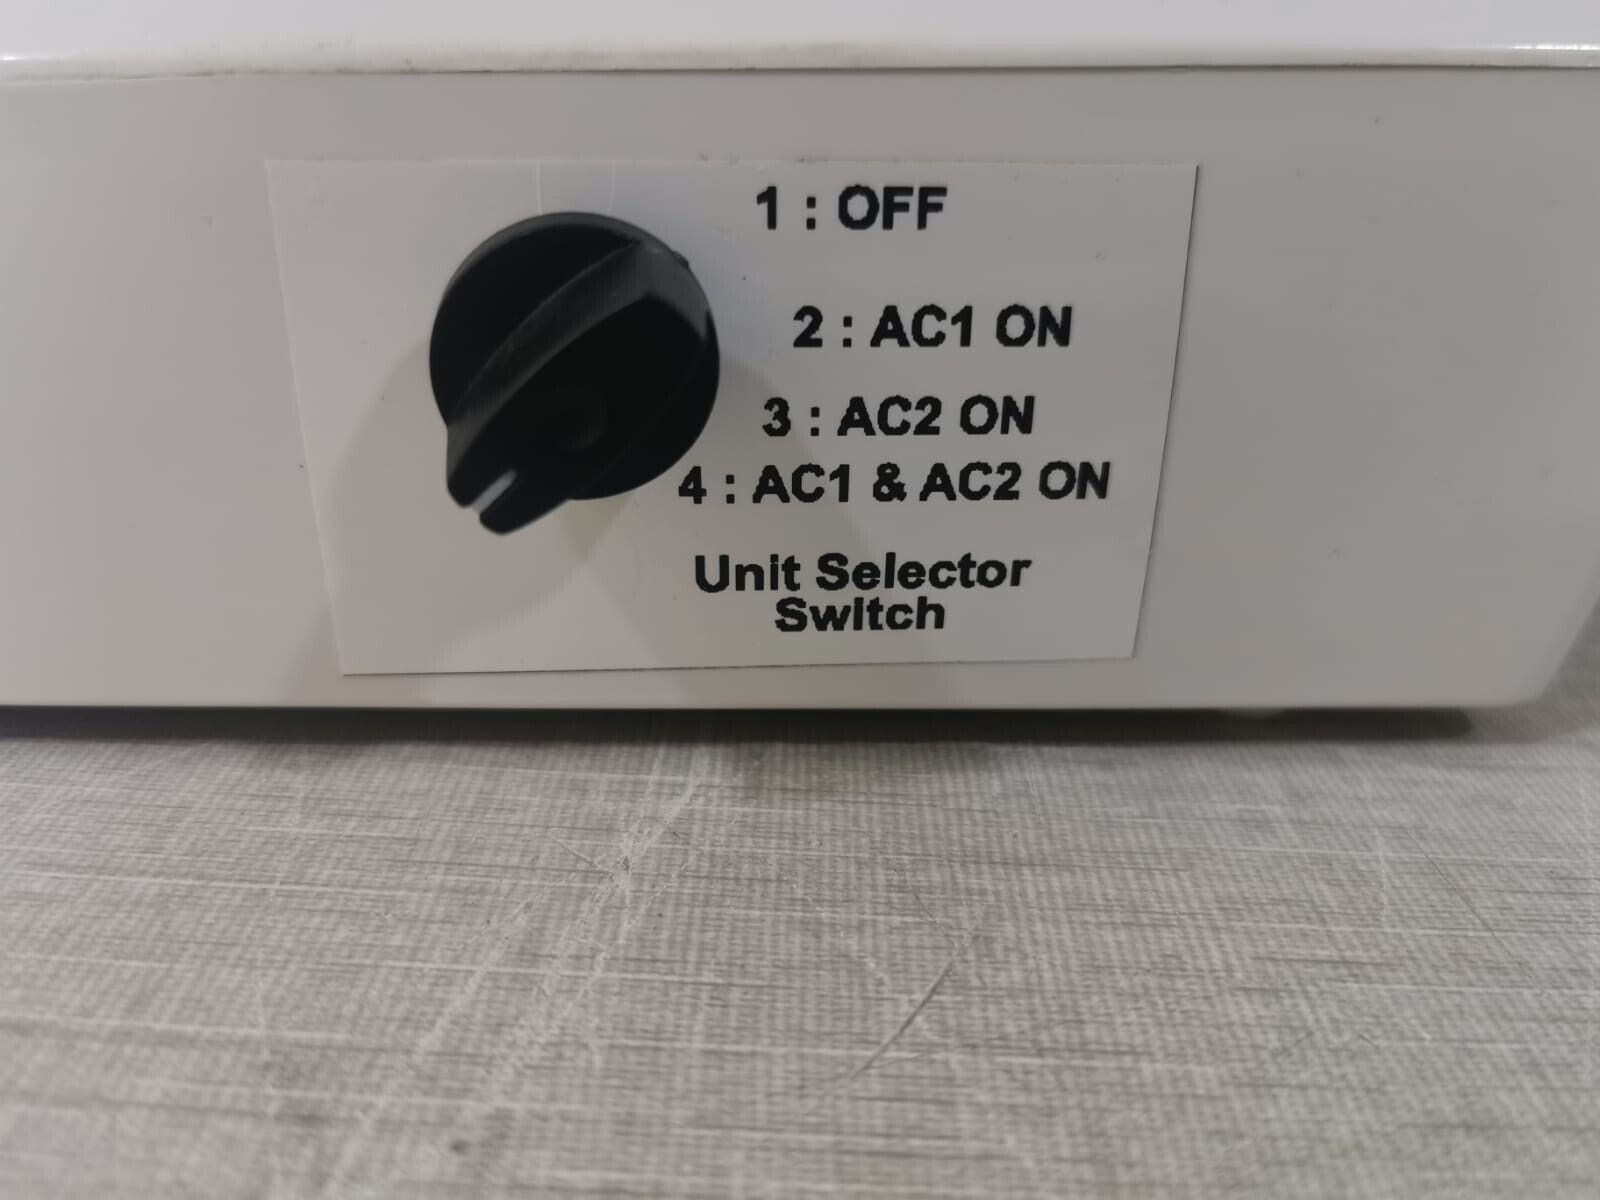 1 : OFF
2 : AC1 ON
3 : AC2 ON
4 : AC1 & AC2 ON
Unit Selector
Switch